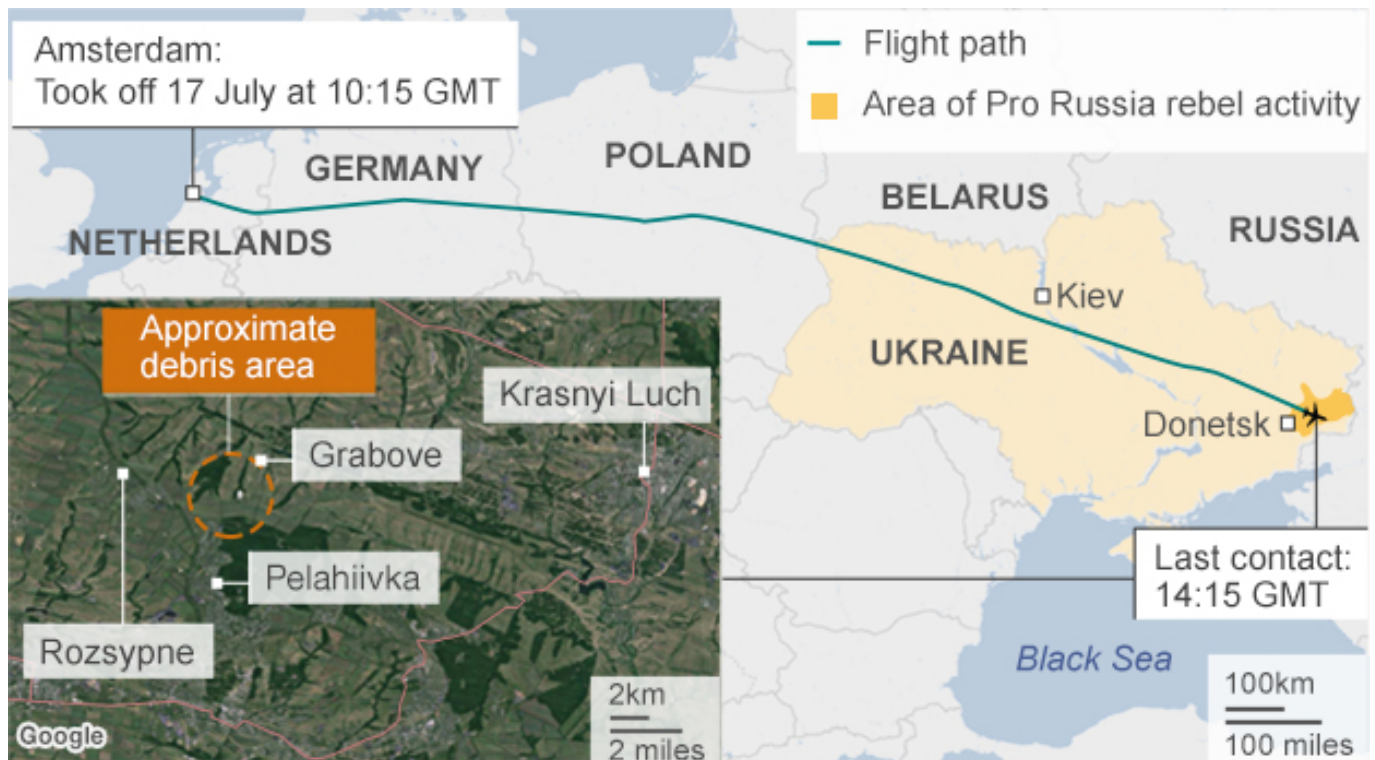 Amsterdam:
Took off 17 July at 10:15 GMT
Flight path
Area of Pro Russia rebel activity
GERMANY
POLAND
BELARUS
RUSSIA
NETHERLANDS
Kiev
UKRAINE
Donetsk
Last contact:
14:15 GMT
Black Sea
100km
100 miles
Approximate
debris area
Krasnyi Luch
Grabove
Pelahiivka
Rozsypne
2km
2 miles
Google